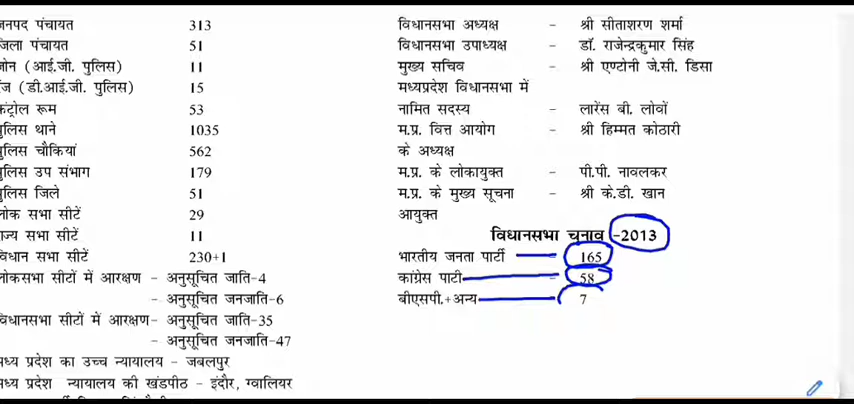 जनपद पंचायत 313
जिला पंचायत 51
जोन (आई.जी. पुलिस) 11
रेंज (डी.आई.जी. पुलिस) 15
कंट्रोल रूम 53
पुलिस थाने 1035
पुलिस चौकियां 562
पुलिस उप संभाग 179
पुलिस जिले 51
लोक सभा सीटें 29
राज्य सभा सीटें 11
विधान सभा सीटें 230+1
लोकसभा सीटों में आरक्षण - अनुसूचित जाति-4
- अनुसूचित जनजाति-6
विधानसभा सीटों में आरक्षण- अनुसूचित जाति-35
- अनुसूचित जनजाति-47
मध्य प्रदेश का उच्च न्यायालय - जबलपुर
मध्य प्रदेश न्यायालय की खंडपीठ - इंदौर, ग्वालियर
विधानसभा अध्यक्ष - श्री सीताशरण शर्मा
विधानसभा उपाध्यक्ष - डॉ. राजेन्द्रकुमार सिंह
मुख्य सचिव - श्री एण्टोनी जे.सी. डिसा
मध्यप्रदेश विधानसभा में
नामित सदस्य - लारेंस बी. लोवों
म.प्र. वित्त आयोग - श्री हिम्मत कोठारी
के अध्यक्ष
म.प्र. के लोकायुक्त - पी.पी. नावलकर
म.प्र. के मुख्य सूचना - श्री के.डी. खान
आयुक्त
विधानसभा चुनाव -2013
भारतीय जनता पार्टी 165
कांग्रेस पाटी 58
बीएसपी.+अन्य 7